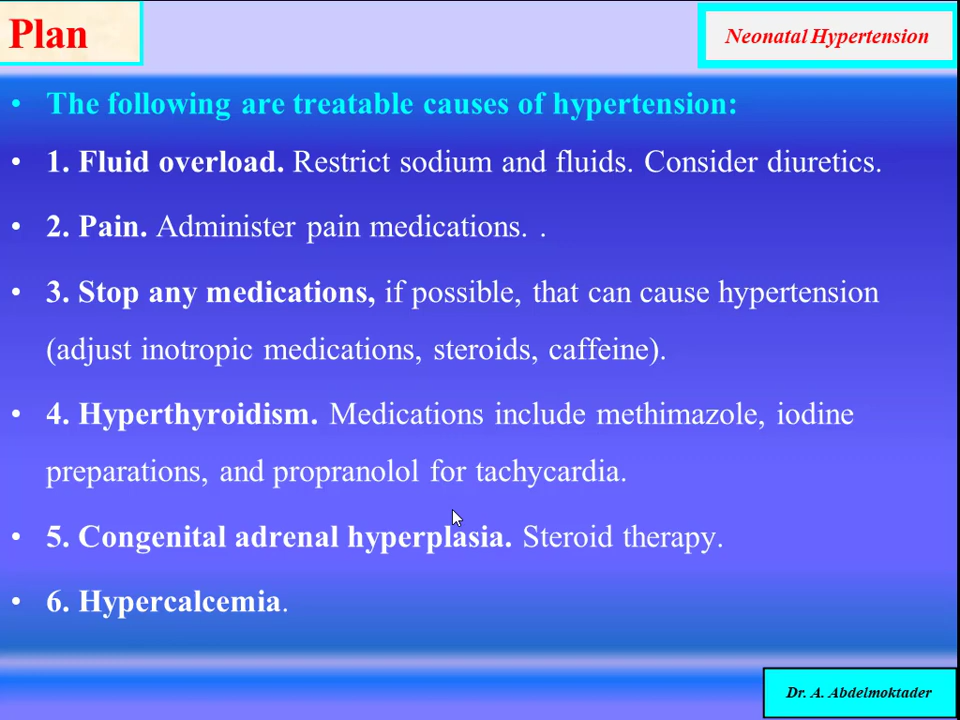 Plan
Neonatal Hypertension
• The following are treatable causes of hypertension:
• 1. Fluid overload. Restrict sodium and fluids. Consider diuretics.
• 2. Pain. Administer pain medications. .
• 3. Stop any medications, if possible, that can cause hypertension
(adjust inotropic medications, steroids, caffeine).
• 4. Hyperthyroidism. Medications include methimazole, iodine
preparations, and propranolol for tachycardia.
• 5. Congenital adrenal hyperplasia. Steroid therapy.
• 6. Hypercalcemia.
Dr. A. Abdelmoktader